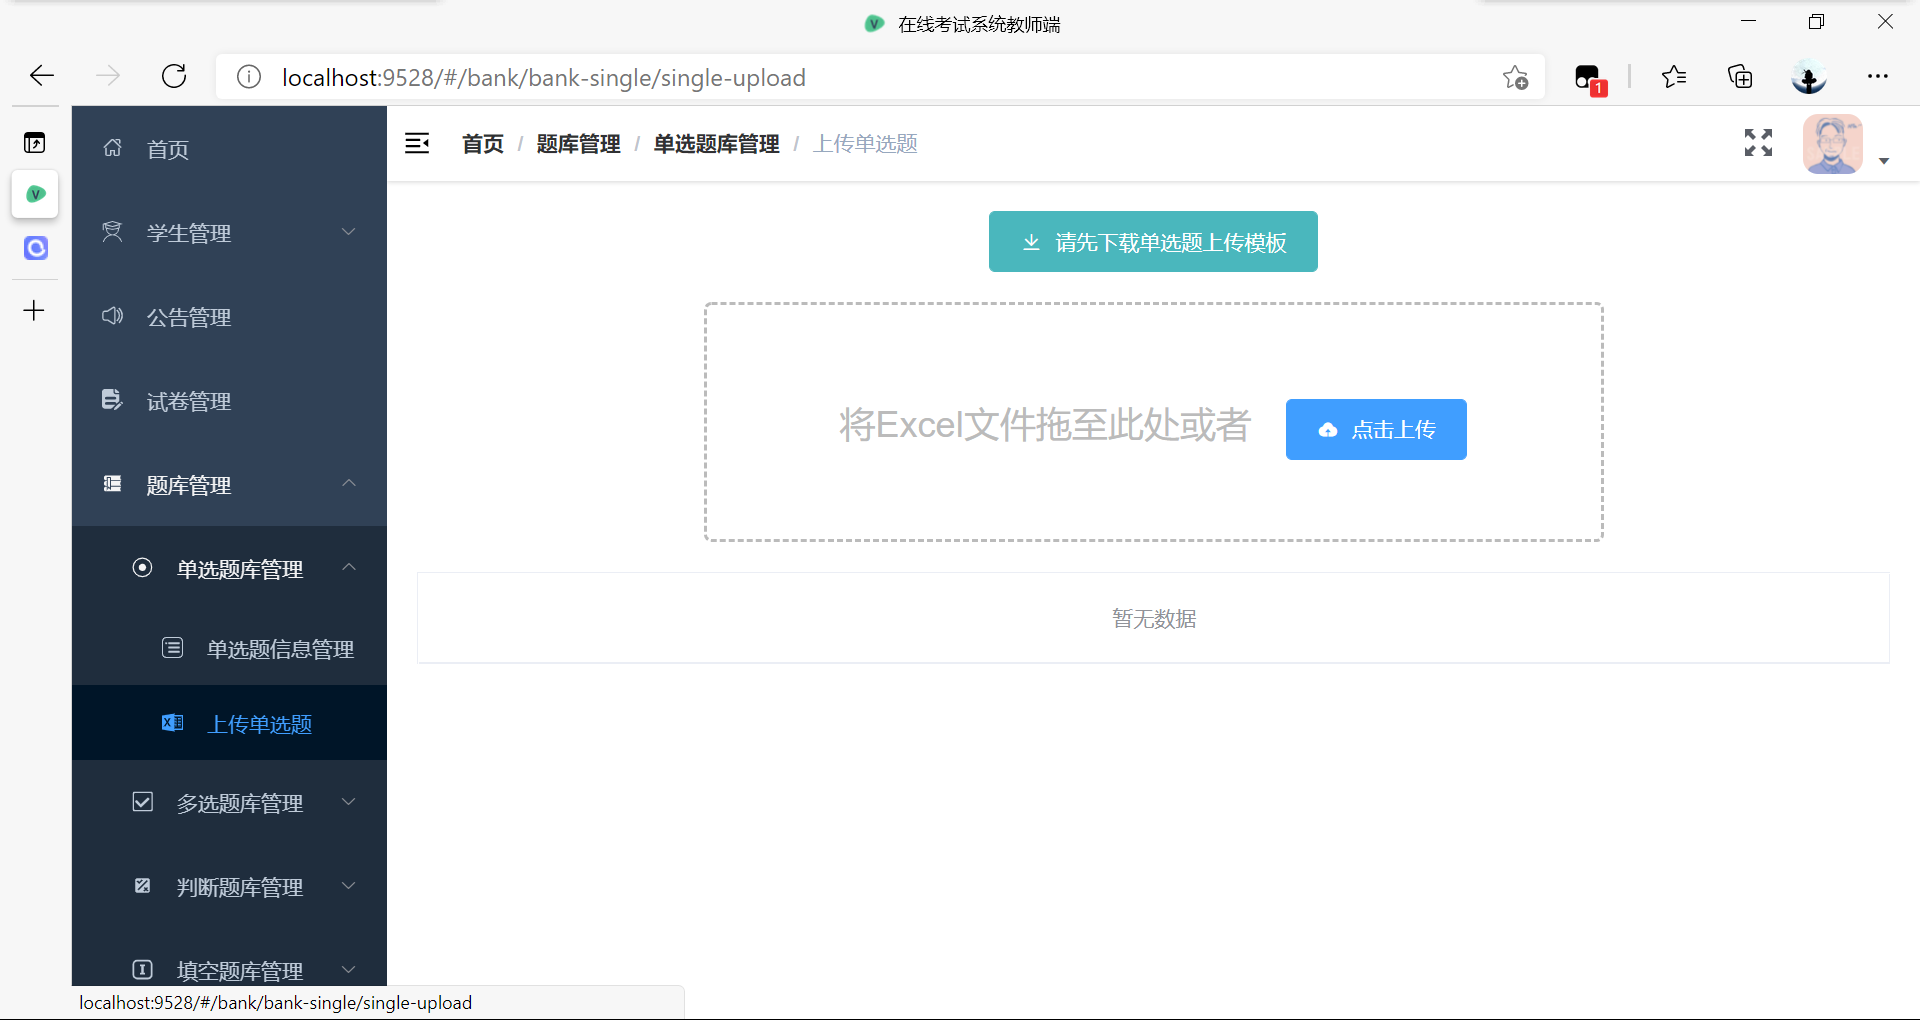 在线考试系统教师端
localhost:9528/#/bank/bank-single/single-upload
1
首页
学生管理
公告管理
试卷管理
题库管理
单选题库管理
单选题信息管理
上传单选题
多选题库管理
判断题库管理
填空题库管理
首页 / 题库管理 / 单选题库管理 / 上传单选题
请先下载单选题上传模板
将Excel文件拖至此处或者 点击上传
暂无数据
localhost:9528/#/bank/bank-single/single-upload